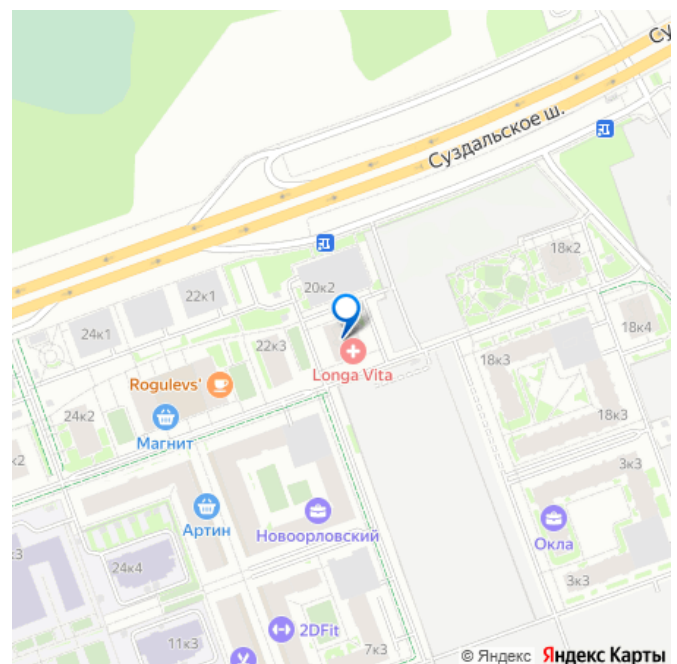 Су
Суздальское ш.
18к2
20к2
22к1
24к1
18к4
22к3
18к3
Longa Vita
Rogulevs'
24к2
18к3
Магнит
к2
3к3
Артин
Новоорловский
Окла
к3
24к4
3к3
2DFit
11к3
7к3
© Яндекс Яндекс Карты